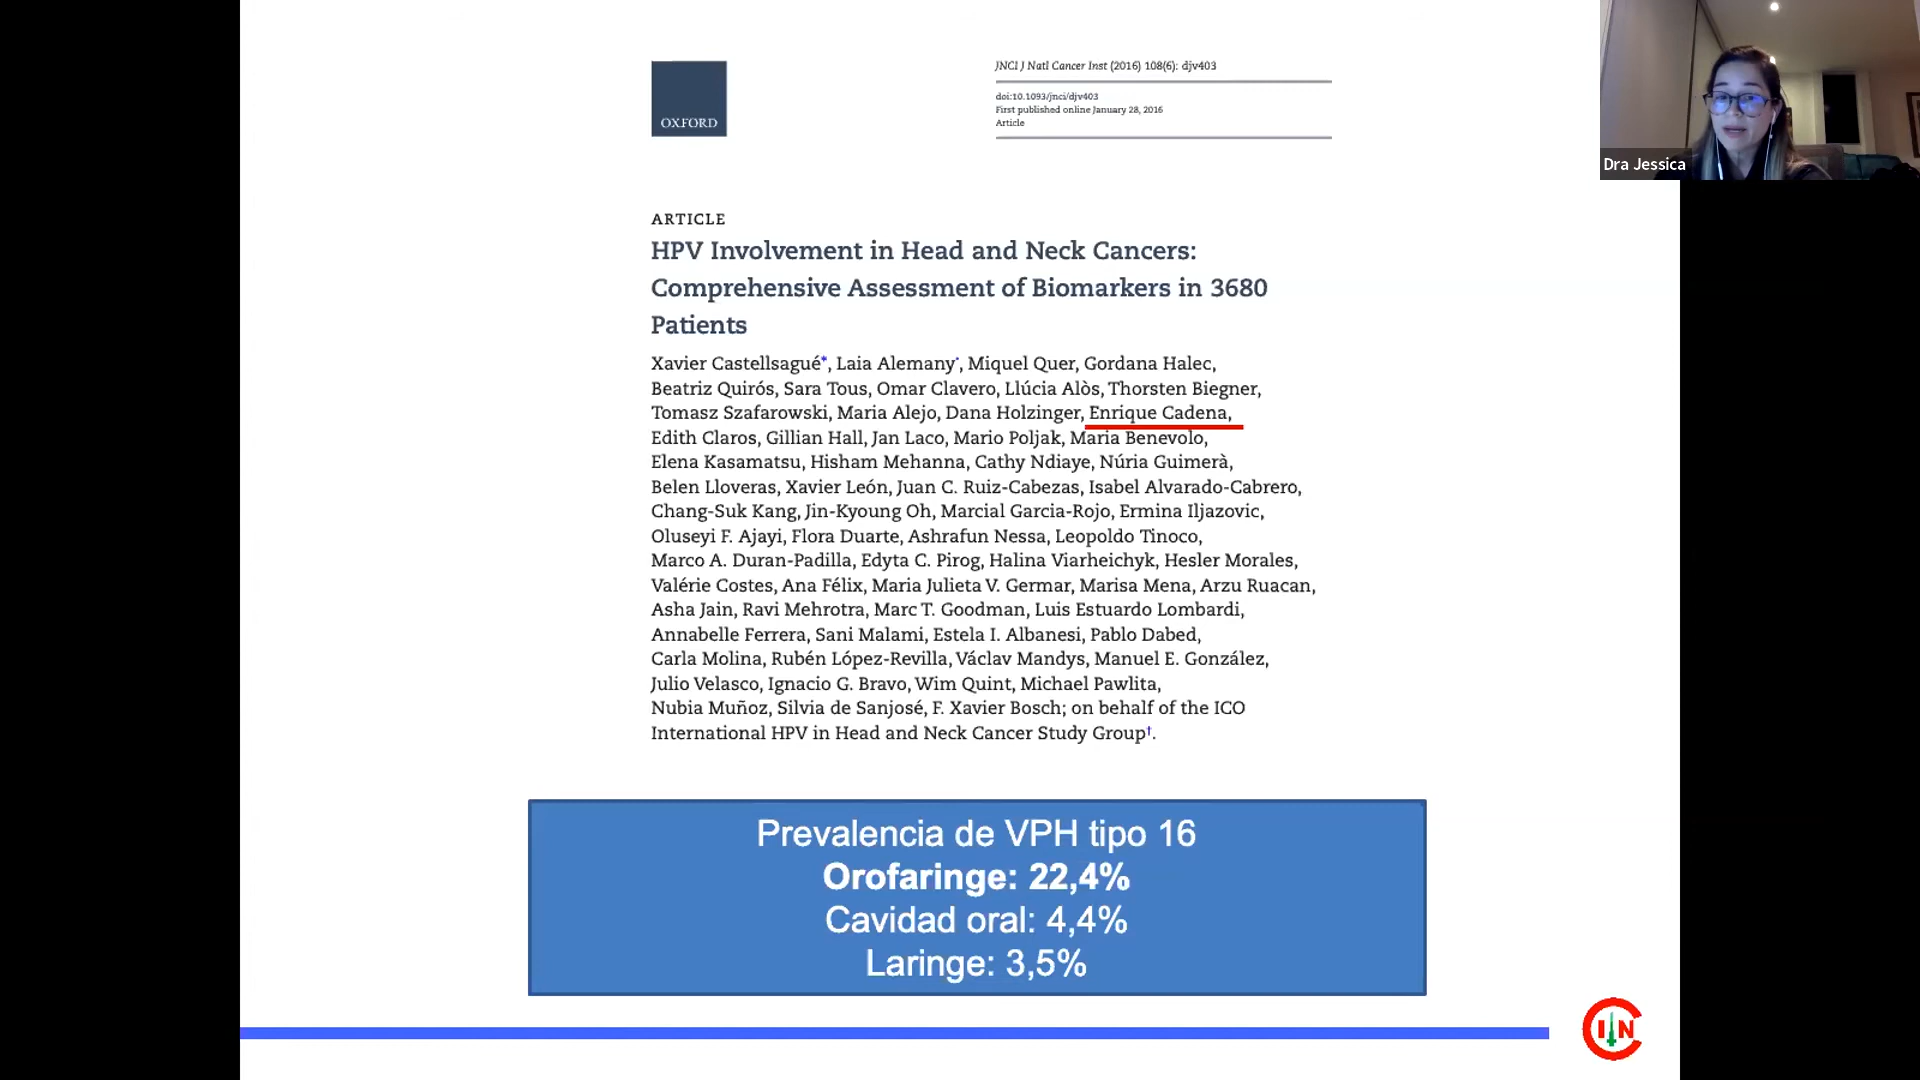 OXFORD
JNCI J Natl Cancer Inst (2016) 108(6): djv403
doi:10.1093/jnci/djv403
First published online January 28, 2016
Article
Dra Jessica
ARTICLE
HPV Involvement in Head and Neck Cancers:
Comprehensive Assessment of Biomarkers in 3680
Patients
Xavier Castellsagué*, Laia Alemany*, Miquel Quer, Gordana Halec,
Beatriz Quirós, Sara Tous, Omar Clavero, Llúcia Alòs, Thorsten Biegner,
Tomasz Szafarowski, Maria Alejo, Dana Holzinger, Enrique Cadena,
Edith Claros, Gillian Hall, Jan Laco, Mario Poljak, Maria Benevolo,
Elena Kasamatsu, Hisham Mehanna, Cathy Ndiaye, Núria Guimerà,
Belen Lloveras, Xavier León, Juan C. Ruiz-Cabezas, Isabel Alvarado-Cabrero,
Chang-Suk Kang, Jin-Kyoung Oh, Marcial Garcia-Rojo, Ermina Iljazovic,
Oluseyi F. Ajayi, Flora Duarte, Ashrafun Nessa, Leopoldo Tinoco,
Marco A. Duran-Padilla, Edyta C. Pirog, Halina Viarheichyk, Hesler Morales,
Valérie Costes, Ana Félix, Maria Julieta V. Germar, Marisa Mena, Arzu Ruacan,
Asha Jain, Ravi Mehrotra, Marc T. Goodman, Luis Estuardo Lombardi,
Annabelle Ferrera, Sani Malami, Estela I. Albanesi, Pablo Dabed,
Carla Molina, Rubén López-Revilla, Václav Mandys, Manuel E. González,
Julio Velasco, Ignacio G. Bravo, Wim Quint, Michael Pawlita,
Nubia Muñoz, Silvia de Sanjosé, F. Xavier Bosch; on behalf of the ICO
International HPV in Head and Neck Cancer Study Group†.
Prevalencia de VPH tipo 16
Orofaringe: 22,4%
Cavidad oral: 4,4%
Laringe: 3,5%
CIN